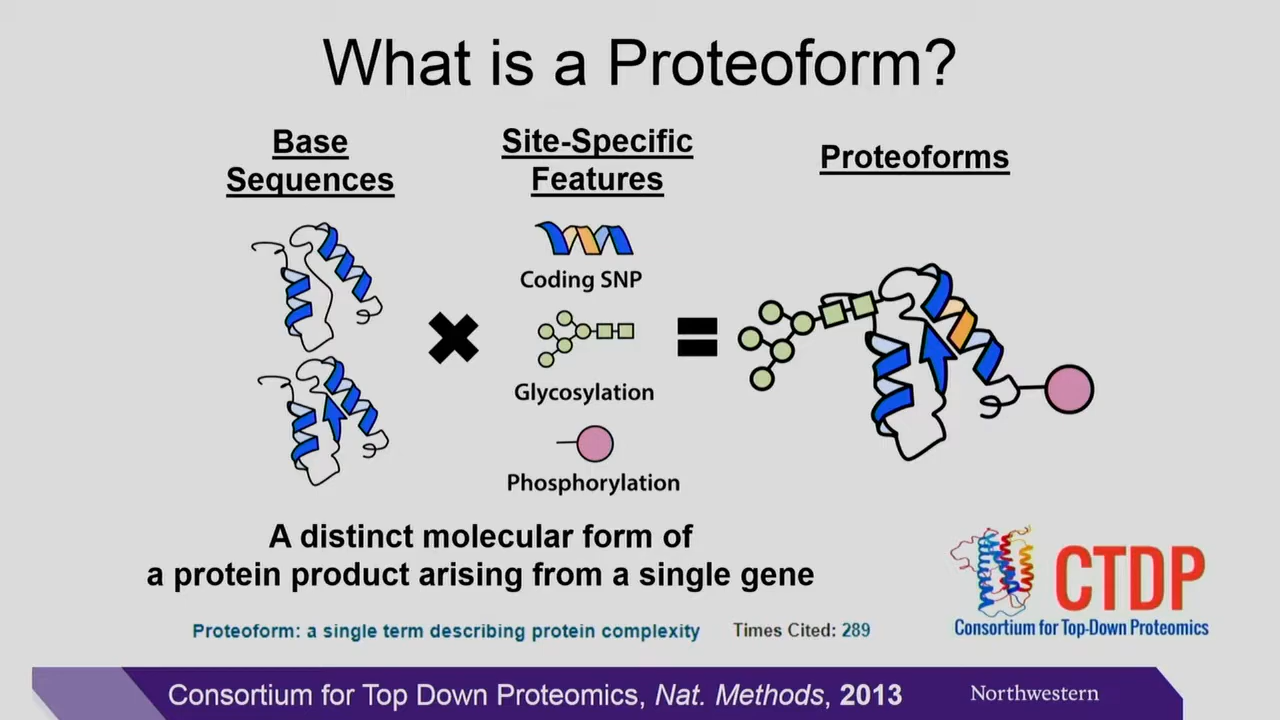 What is a Proteoform?
Base
Sequences
Site-Specific
Features
Proteoforms
Coding SNP
Glycosylation
Phosphorylation
A distinct molecular form of
a protein product arising from a single gene
Proteoform: a single term describing protein complexity Times Cited: 289
CTDP
Consortium for Top-Down Proteomics
Consortium for Top Down Proteomics, Nat. Methods, 2013
Northwestern